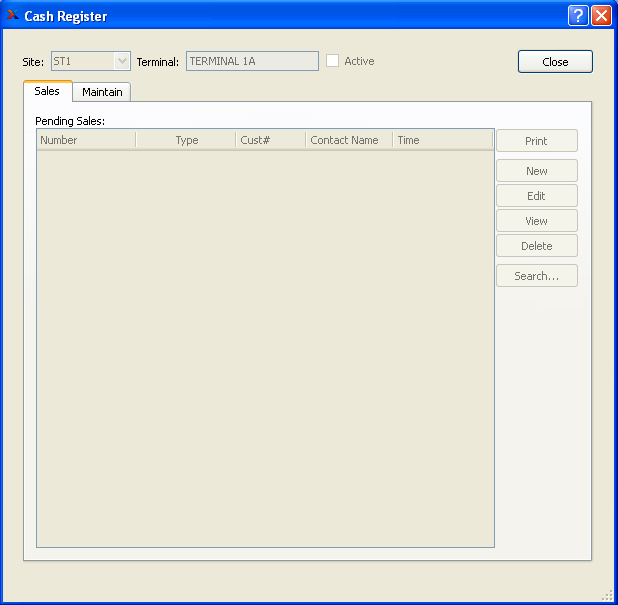 Cash Register
Site: ST1 Terminal: TERMINAL 1A Active Close
Sales Maintain
Pending Sales:
Number Type Cust# Contact Name Time
Print
New
Edit
View
Delete
Search...